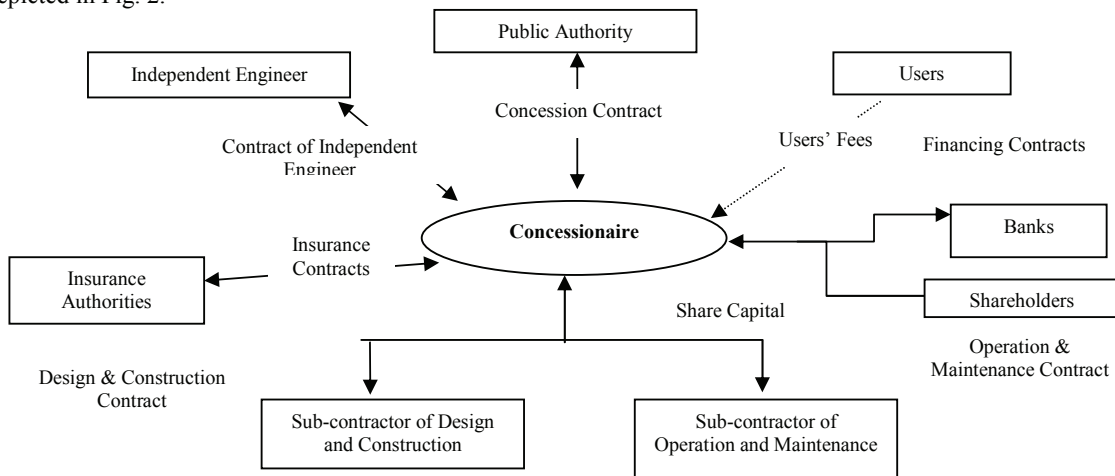 epicted in Fig. 2.
Public Authority
Independent Engineer
Users
Concession Contract
Users’ Fees
Financing Contracts
Contract of Independent
Engineer
Concessionaire
Banks
Insurance
Contracts
Insurance
Authorities
Shareholders
Share Capital
Operation &
Maintenance Contract
Design & Construction
Contract
Sub-contractor of Design
and Construction
Sub-contractor of
Operation and Maintenance